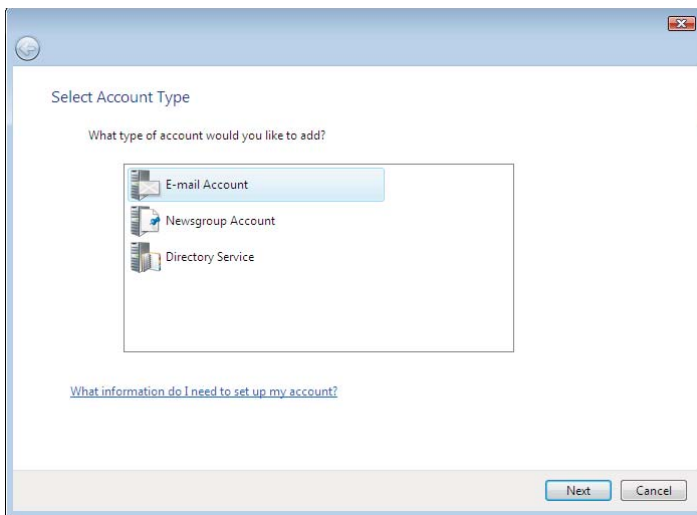 Select Account Type
What type of account would you like to add?
E-mail Account
Newsgroup Account
Directory Service
What information do I need to set up my account?
Next Cancel